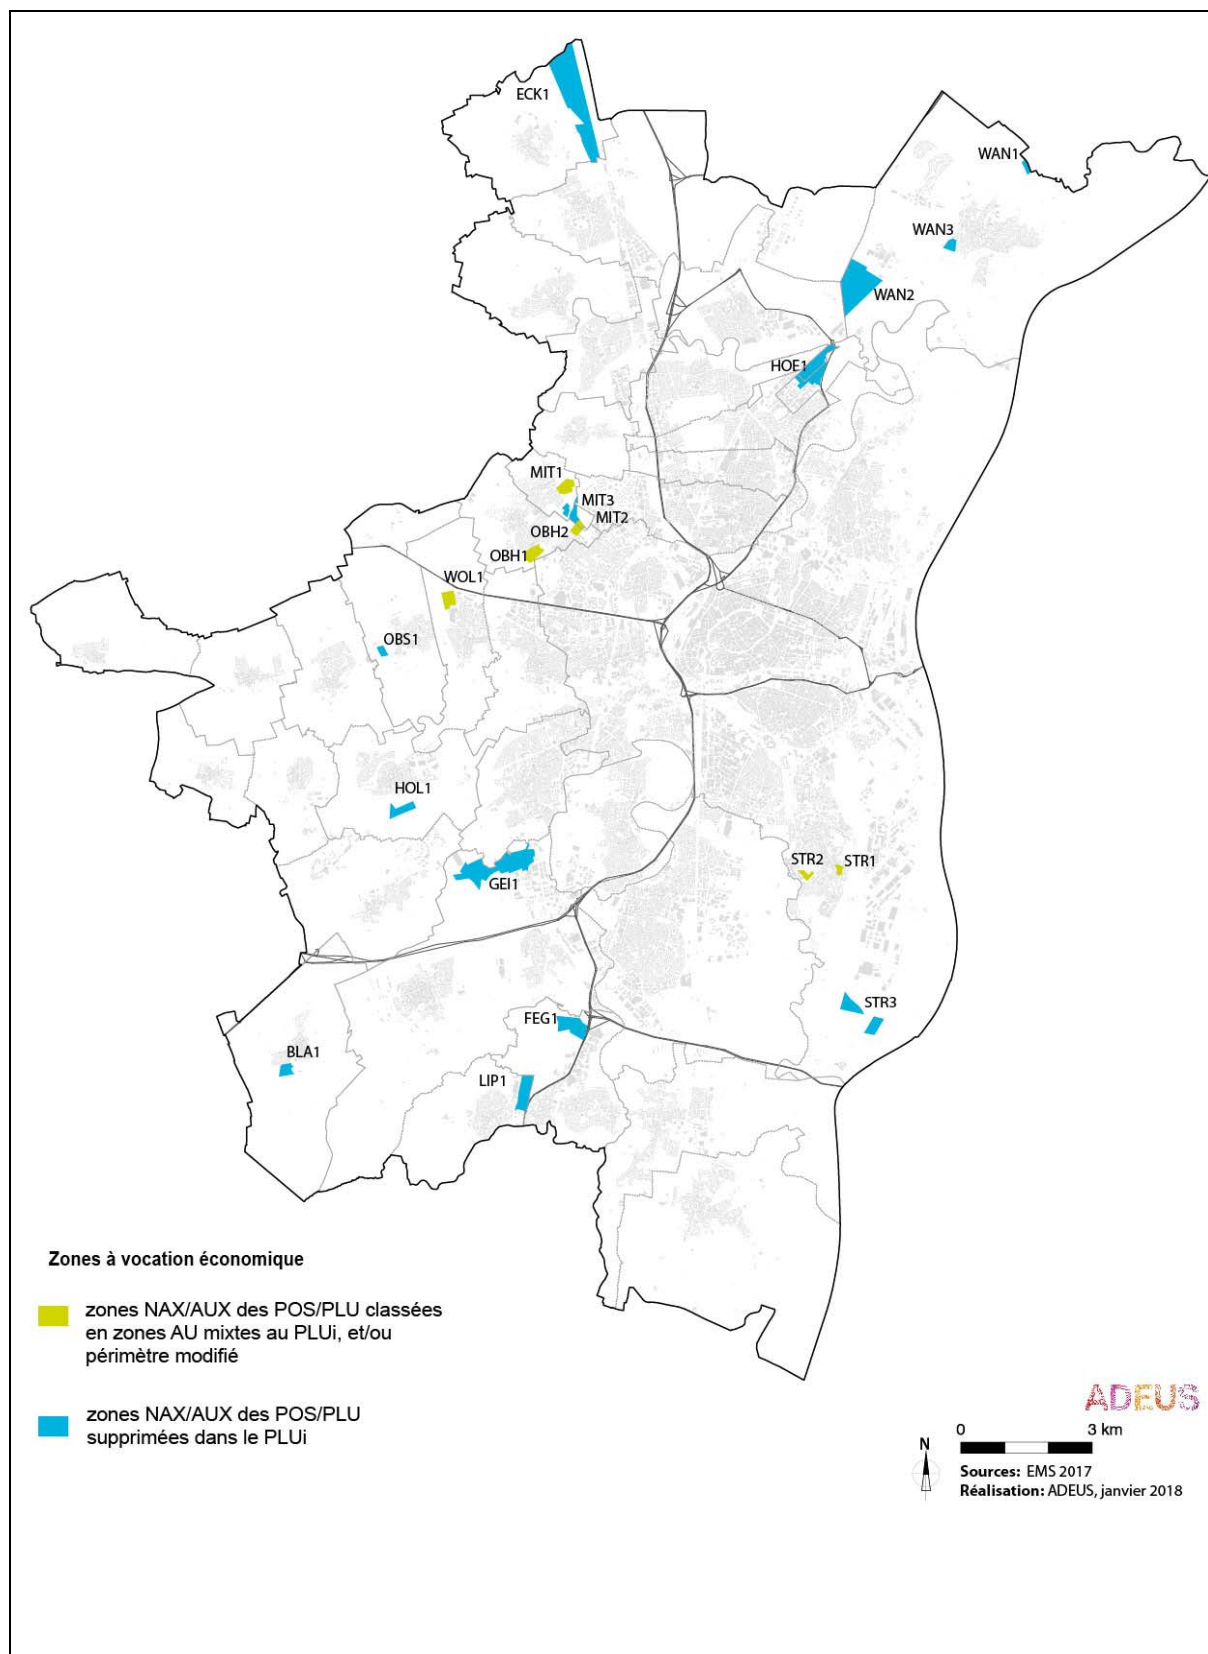 ECK1
WAN1
WAN3
WAN2
HOE1
MIT1
MIT3
MIT2
OBH2
OBH1
WOL1
OBS1
HOL1
STR2
STR1
GEI1
STR3
FEG1
BLA1
LIP1
Zones à vocation économique
zones NAX/AUX des POS/PLU classées
en zones AU mixtes au PLUi, et/ou
périmètre modifié
zones NAX/AUX des POS/PLU
supprimées dans le PLUi
ADEUS
0 3 km
N
Sources: EMS 2017
Réalisation: ADEUS, janvier 2018